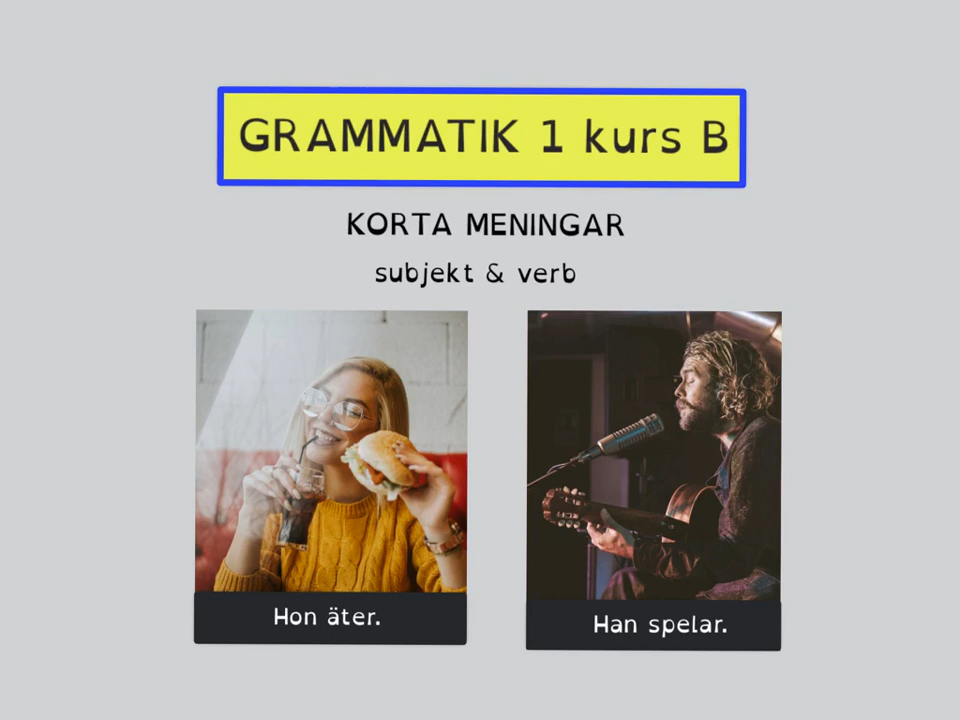 GRAMMATIK 1 kurs B
KORTA MENINGAR
subjekt & verb
Hon äter.
Han spelar.